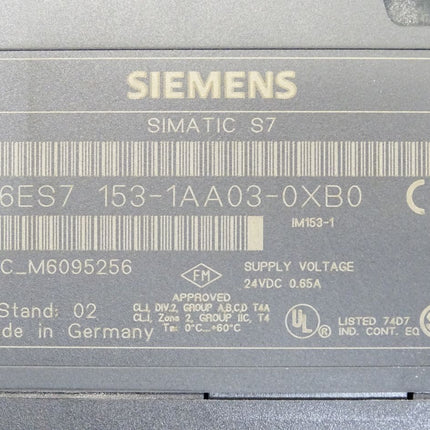 SIEMENS
SIMATIC S7
6ES7 153-1AA03-0XB0
IM153-1
C_M6095256
FM
APPROVED
CL.I, DIV.2, GROUP A,B,C,D T4A
CL.I, Zone 2, GROUP IIC, T4
Ta: 0°C...+60°C
SUPPLY VOLTAGE
24VDC 0.65A
Stand: 02
de in Germany
UL
LISTED 74D7
IND. CONT. EQ